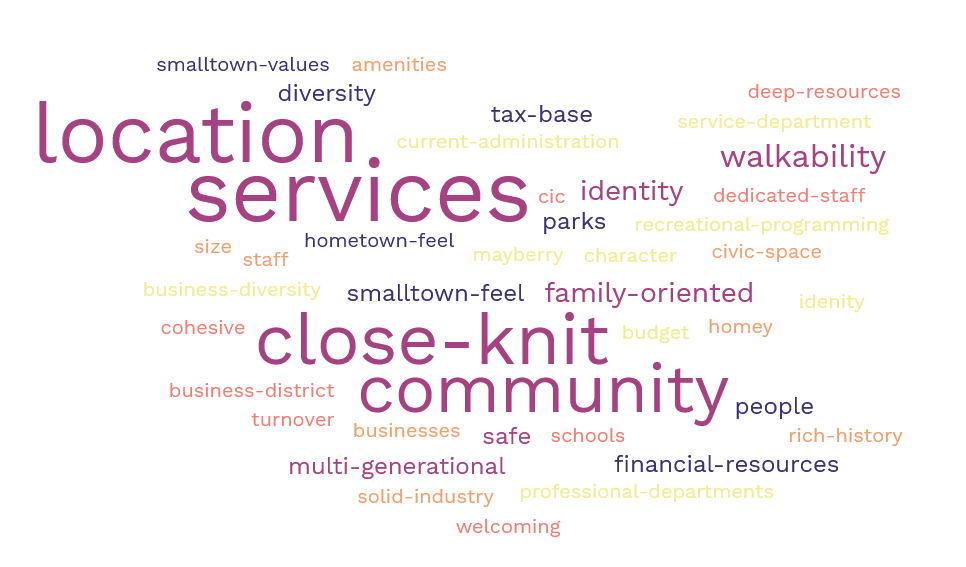 smalltown-values amenities
diversity
deep-resources
location
tax-base
service-department
current-administration
walkability
services
cic identity
dedicated-staff
parks
recreational-programming
hometown-feel
size
staff
mayberry character
civic-space
business-diversity
smalltown-feel
family-oriented
idenity
cohesive
close-knit
budget
homey
business-district
community
people
turnover
businesses
safe
schools
rich-history
multi-generational
financial-resources
solid-industry
professional-departments
welcoming